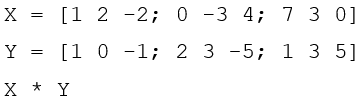 X = [1 2 -2; 0 -3 4; 7 3 0]
Y = [1 0 -1; 2 3 -5; 1 3 5]
X * Y